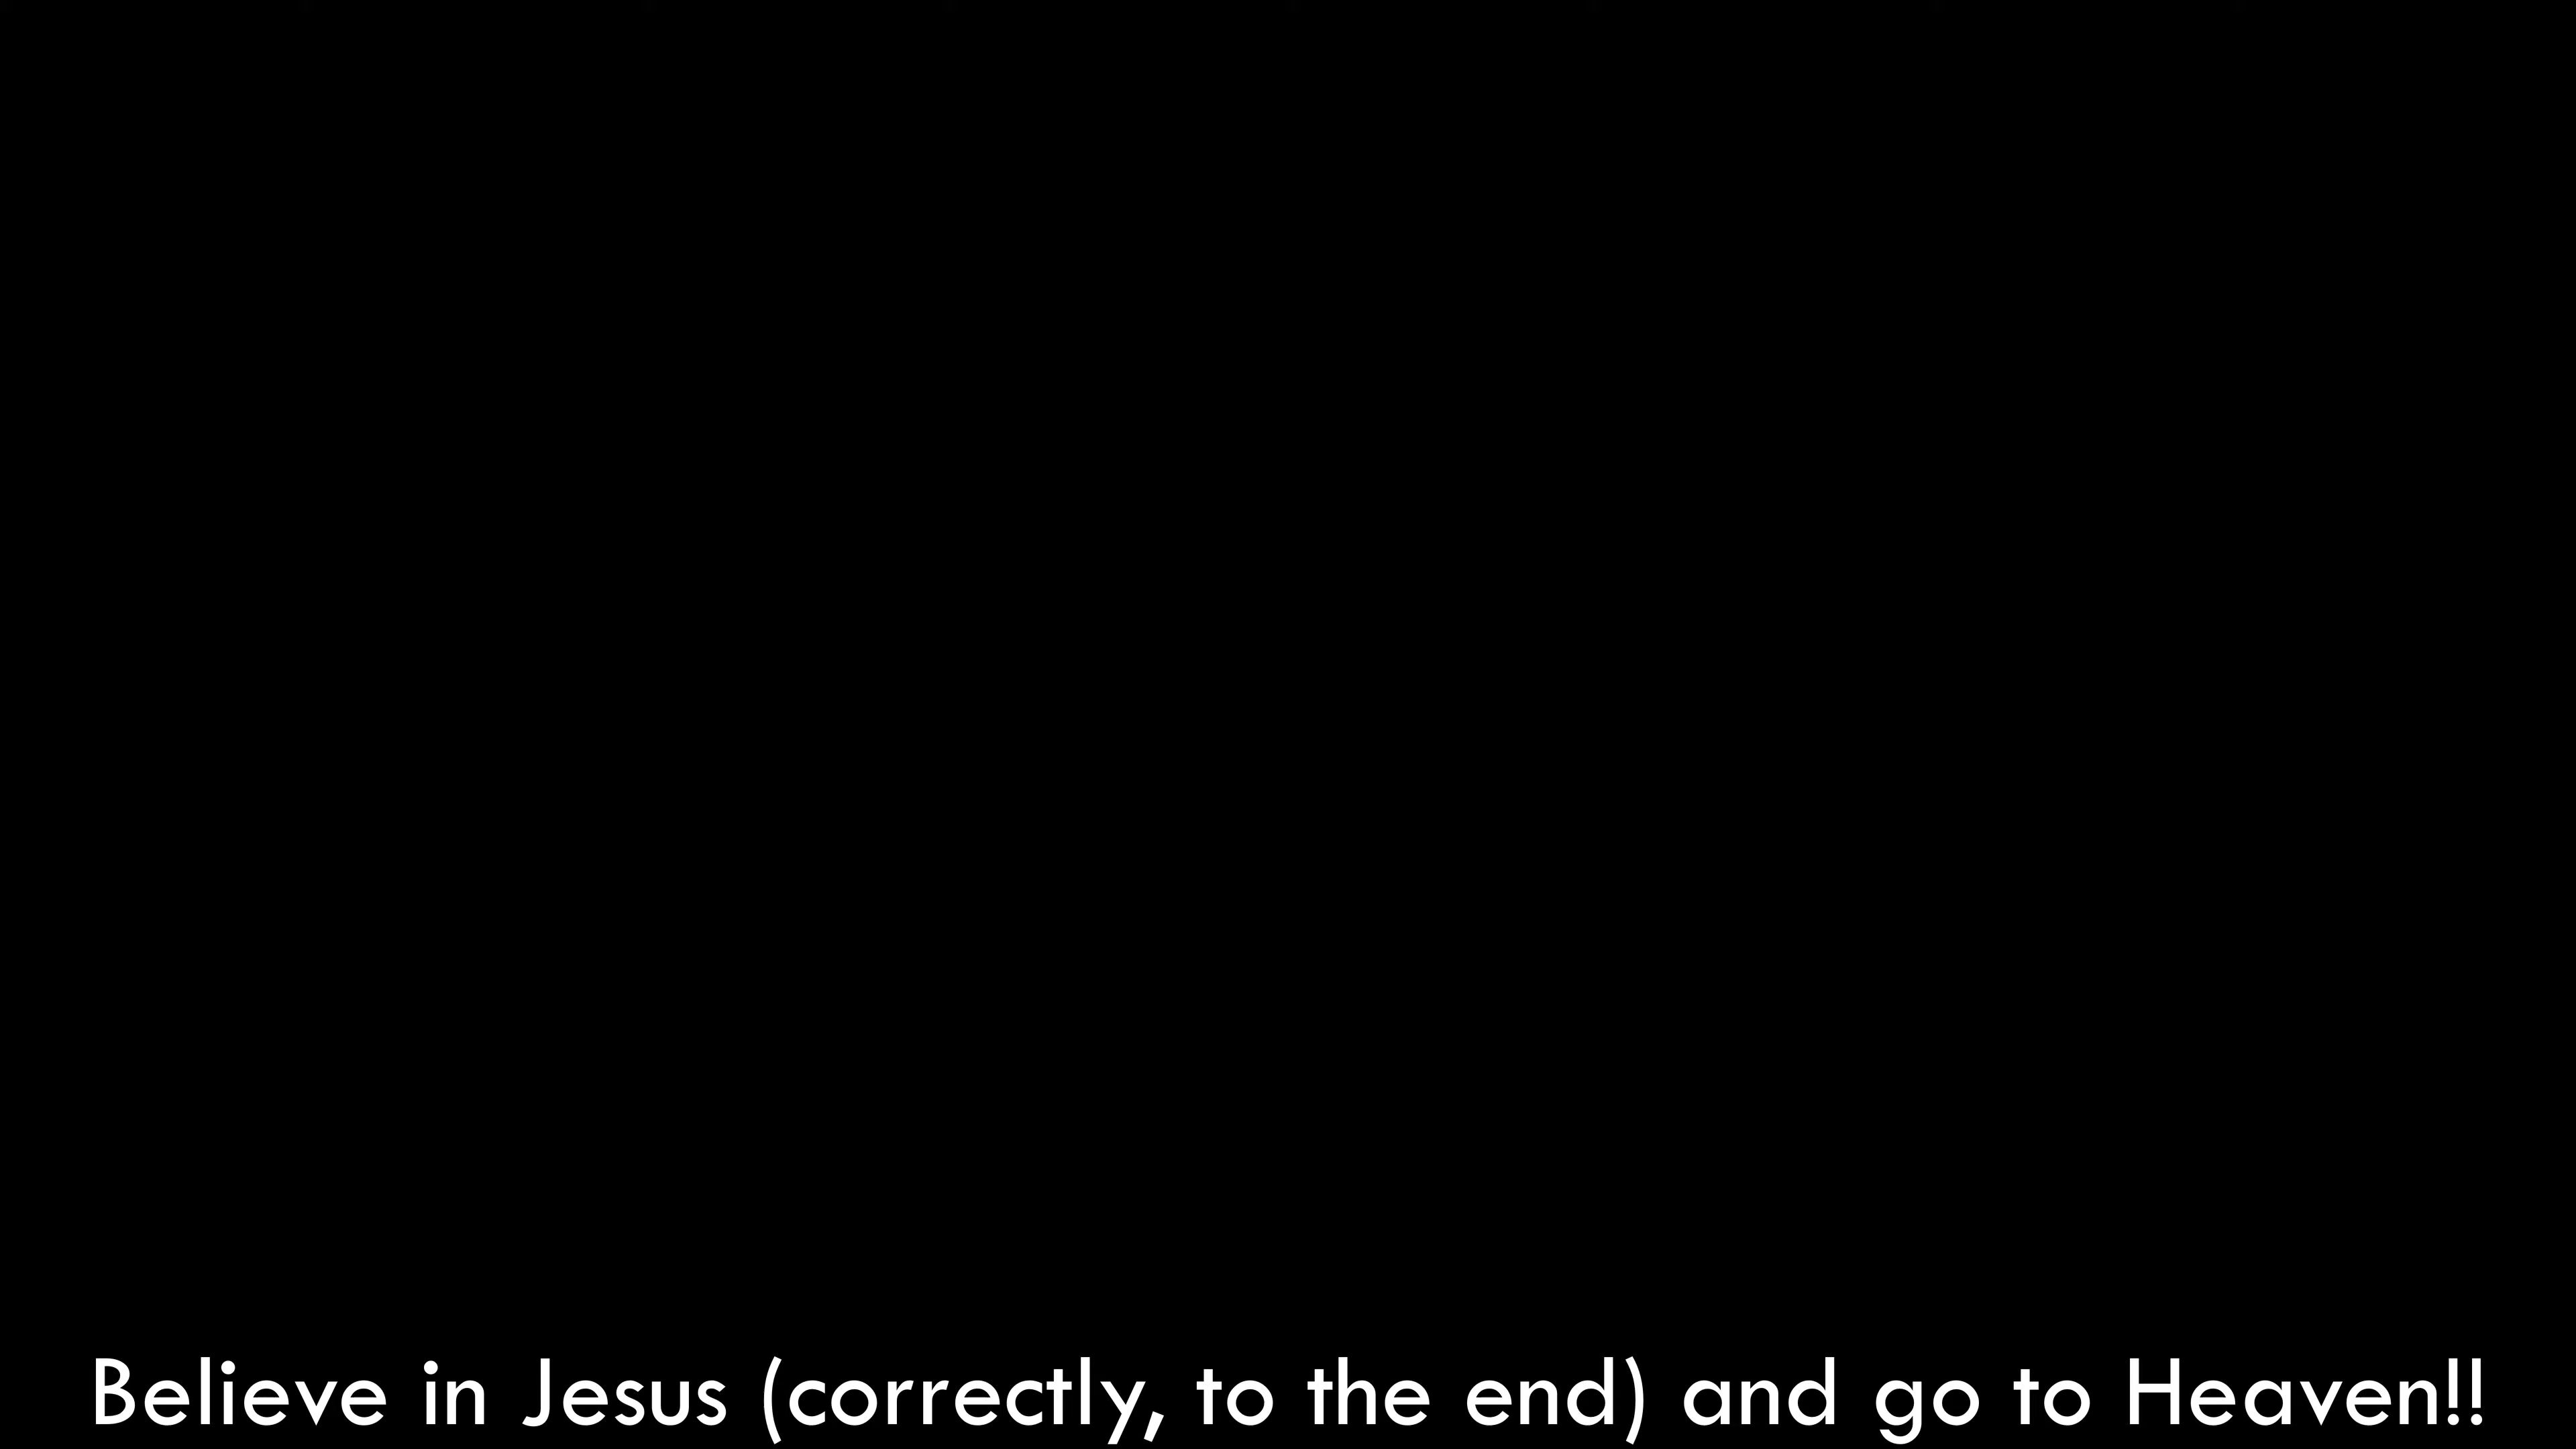 Believe in Jesus (correctly, to the end) and go to Heaven!!